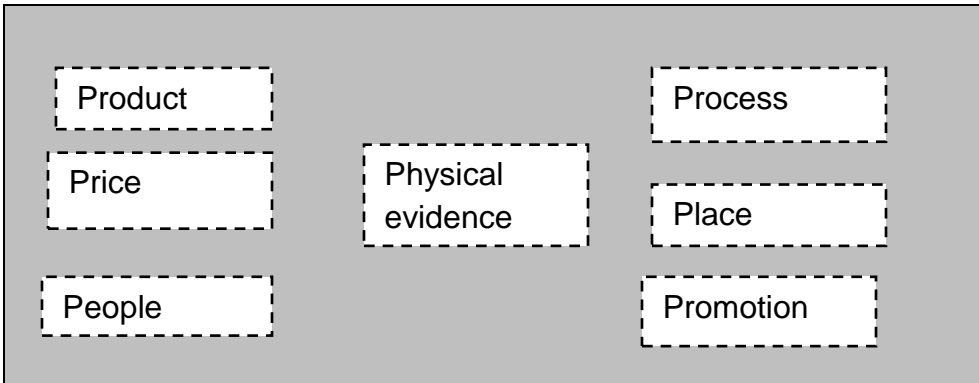 Product
Price
People
Physical
evidence
Process
Place
Promotion